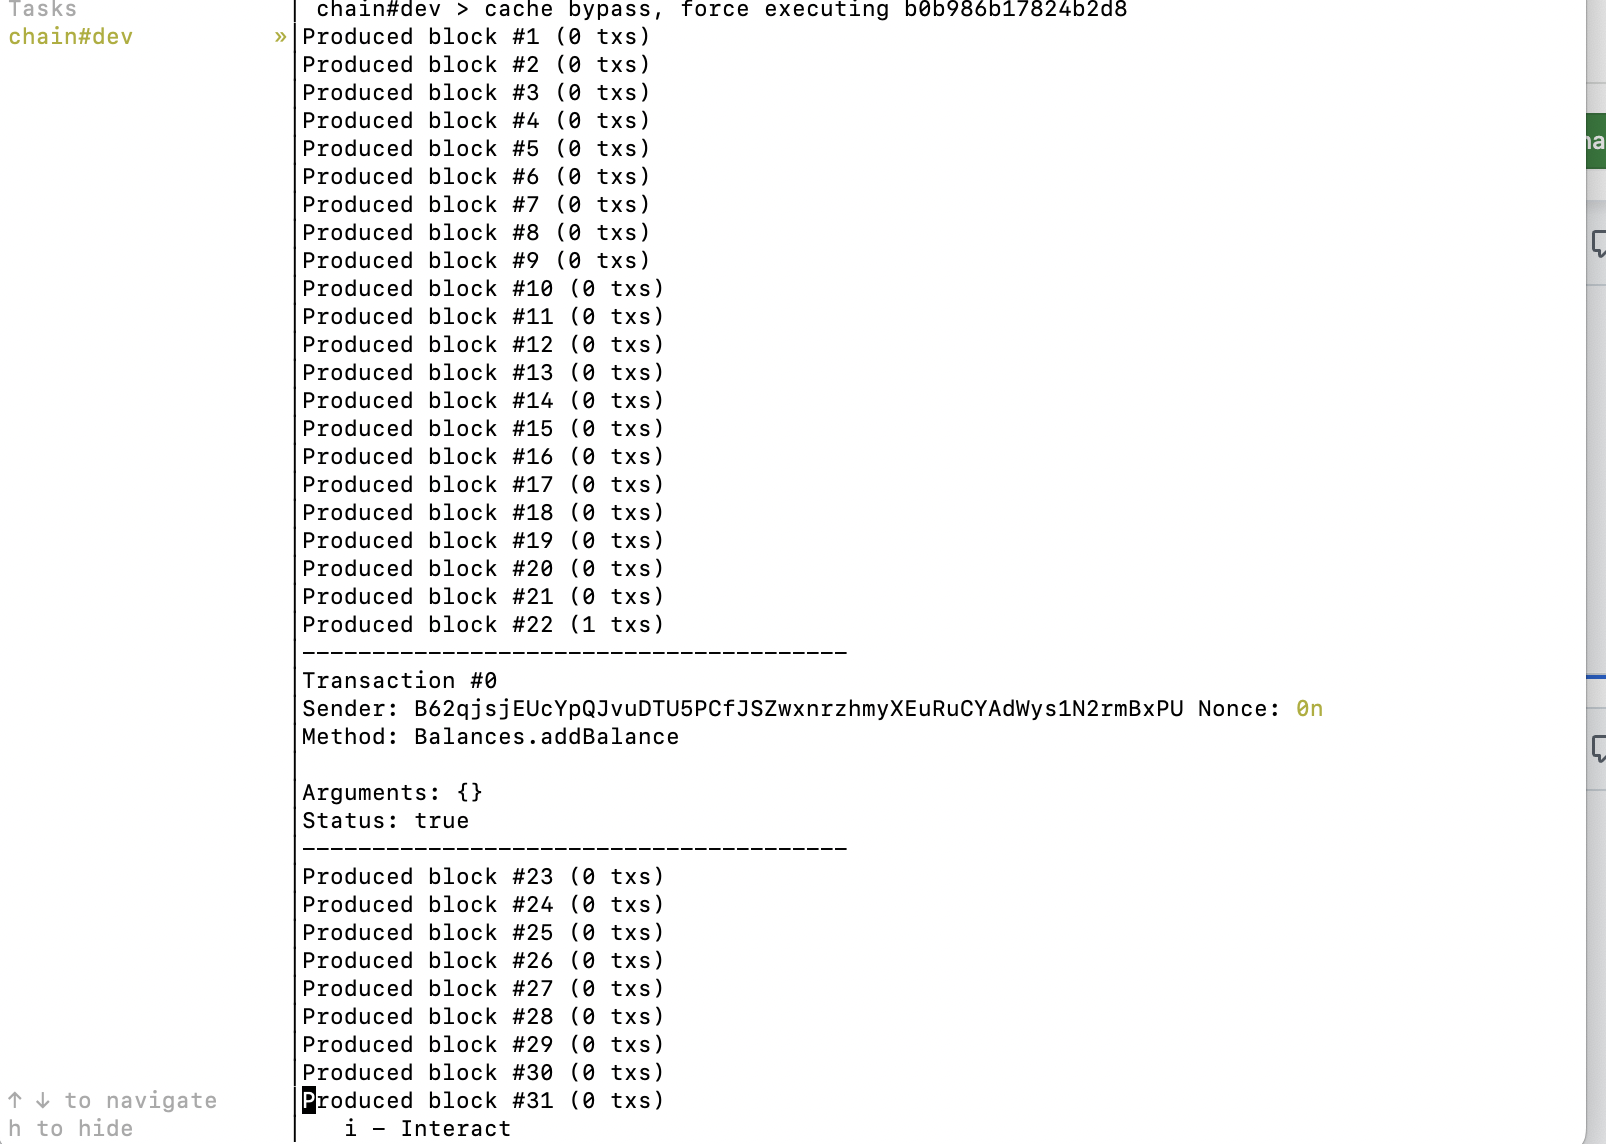 Tasks
chain#dev »
chain#dev > cache bypass, force executing b0b986b17824b2d8
Produced block #1 (0 txs)
Produced block #2 (0 txs)
Produced block #3 (0 txs)
Produced block #4 (0 txs)
Produced block #5 (0 txs)
Produced block #6 (0 txs)
Produced block #7 (0 txs)
Produced block #8 (0 txs)
Produced block #9 (0 txs)
Produced block #10 (0 txs)
Produced block #11 (0 txs)
Produced block #12 (0 txs)
Produced block #13 (0 txs)
Produced block #14 (0 txs)
Produced block #15 (0 txs)
Produced block #16 (0 txs)
Produced block #17 (0 txs)
Produced block #18 (0 txs)
Produced block #19 (0 txs)
Produced block #20 (0 txs)
Produced block #21 (0 txs)
Produced block #22 (1 txs)
---------------------------------------
Transaction #0
Sender: B62qjsjEUcYpQJvuDTU5PCfJSZwxnrzhmyXEuRuCYAdWys1N2rmBxPU Nonce: 0n
Method: Balances.addBalance
Arguments: {}
Status: true
---------------------------------------
Produced block #23 (0 txs)
Produced block #24 (0 txs)
Produced block #25 (0 txs)
Produced block #26 (0 txs)
Produced block #27 (0 txs)
Produced block #28 (0 txs)
Produced block #29 (0 txs)
Produced block #30 (0 txs)
Produced block #31 (0 txs)
i - Interact
↑ ↓ to navigate
h to hide